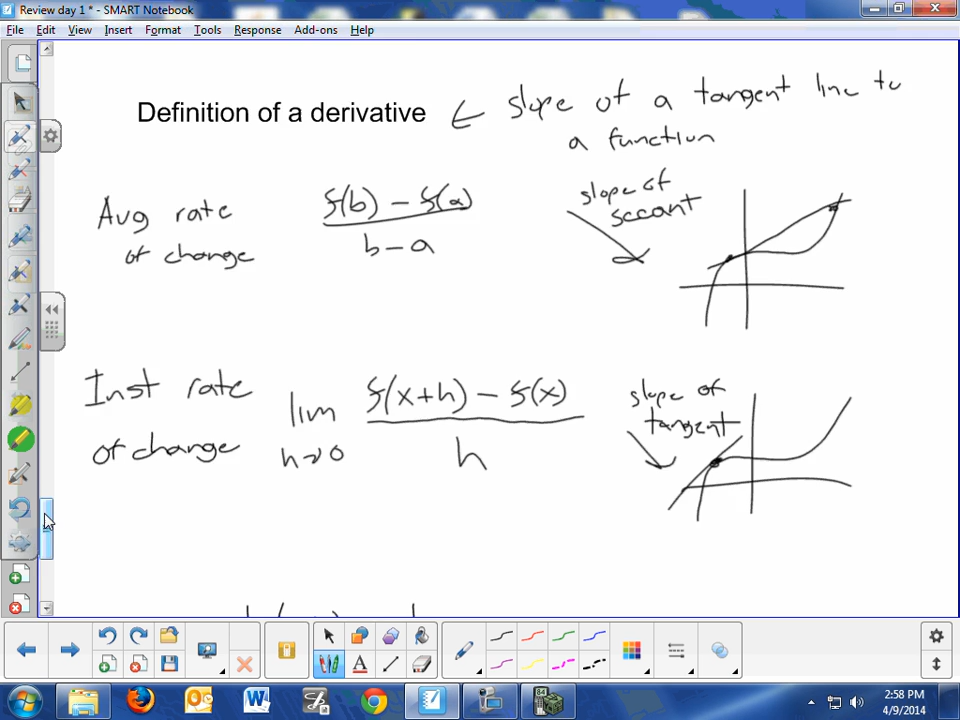 Review day 1 * - SMART Notebook
File Edit View Insert Format Tools Response Add-ons Help
Definition of a derivative ← slope of a tangent line to
a function
Avg rate
of change
f(b) - f(a)
b - a
slope of
secant
Inst rate
of change
lim
h→0
f(x+h) - f(x)
h
slope of
tangent
A
W
2:58 PM
4/9/2014